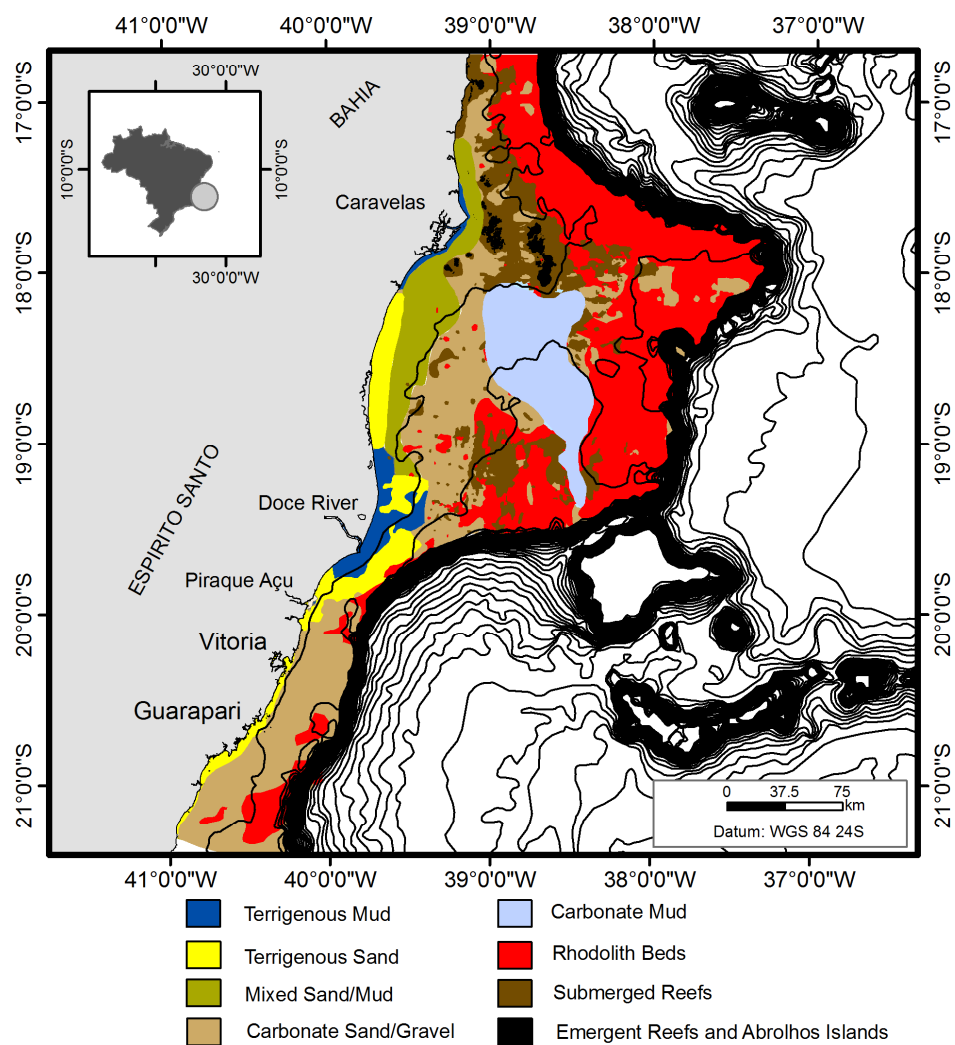 41°0'0"W 40°0'0"W 39°0'0"W 38°0'0"W 37°0'0"W
30°0'0"W
10°0'0"S
10°0'0"S
30°0'0"W
17°0'0"S
18°0'0"S
19°0'0"S
20°0'0"S
21°0'0"S
17°0'0"S
18°0'0"S
19°0'0"S
20°0'0"S
21°0'0"S
BAHIA
Caravelas
ESPIRITO SANTO
Doce River
Piraque Açu
Vitoria
Guarapari
0 37.5 75
km
Datum: WGS 84 24S
41°0'0"W 40°0'0"W 39°0'0"W 38°0'0"W 37°0'0"W
Terrigenous Mud
Terrigenous Sand
Mixed Sand/Mud
Carbonate Sand/Gravel
Carbonate Mud
Rhodolith Beds
Submerged Reefs
Emergent Reefs and Abrolhos Islands